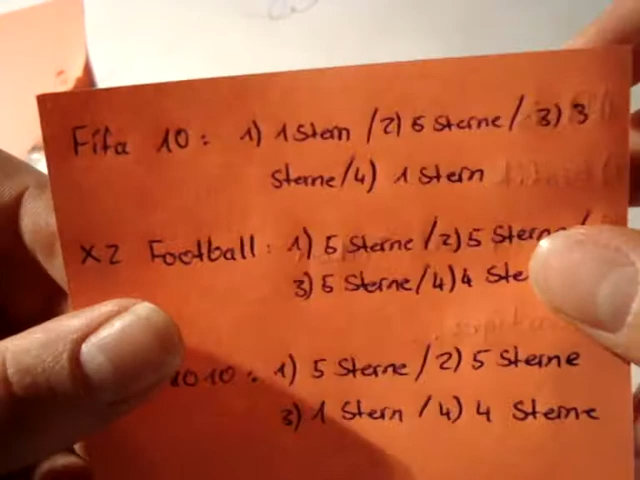 Fifa 10: 1) 1 Stern / 2) 5 Sterne / 3) 3
Sterne / 4) 1 Stern
X2 Football: 1) 5 Sterne / 2) 5 Sterne /
3) 5 Sterne / 4) 4
2010: 1) 5 Sterne / 2) 5 Sterne
3) 1 Stern / 4) 4 Sterne